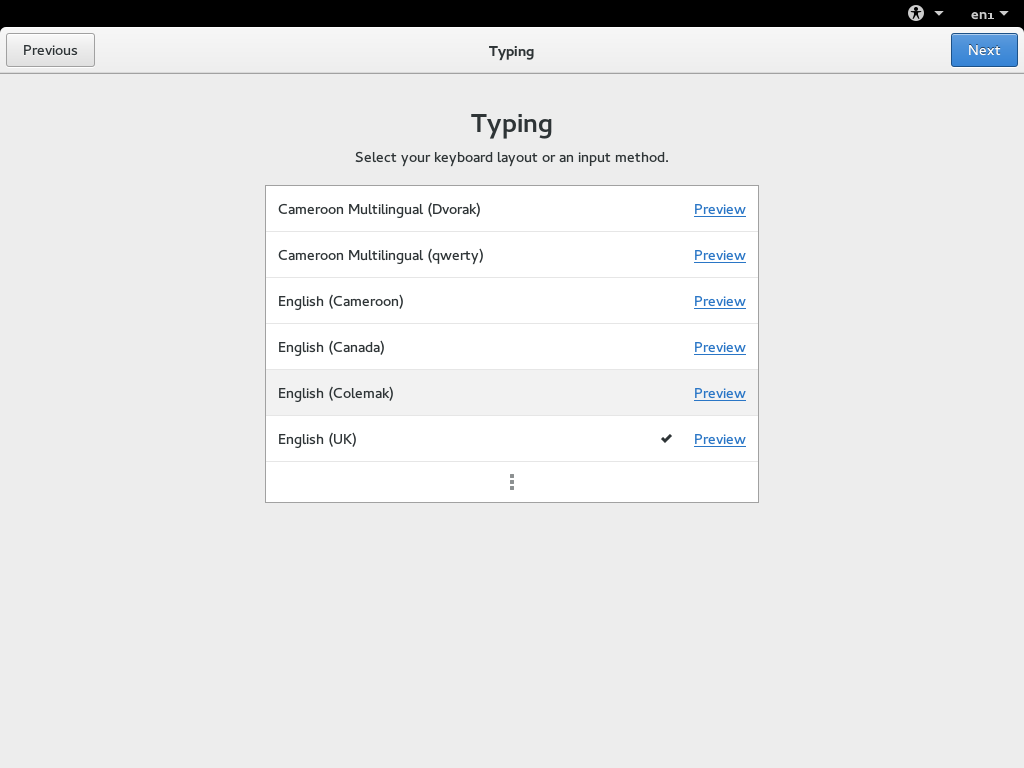 en₁
Previous
Typing
Next
Typing
Select your keyboard layout or an input method.
Cameroon Multilingual (Dvorak) Preview
Cameroon Multilingual (qwerty) Preview
English (Cameroon) Preview
English (Canada) Preview
English (Colemak) Preview
English (UK) Preview